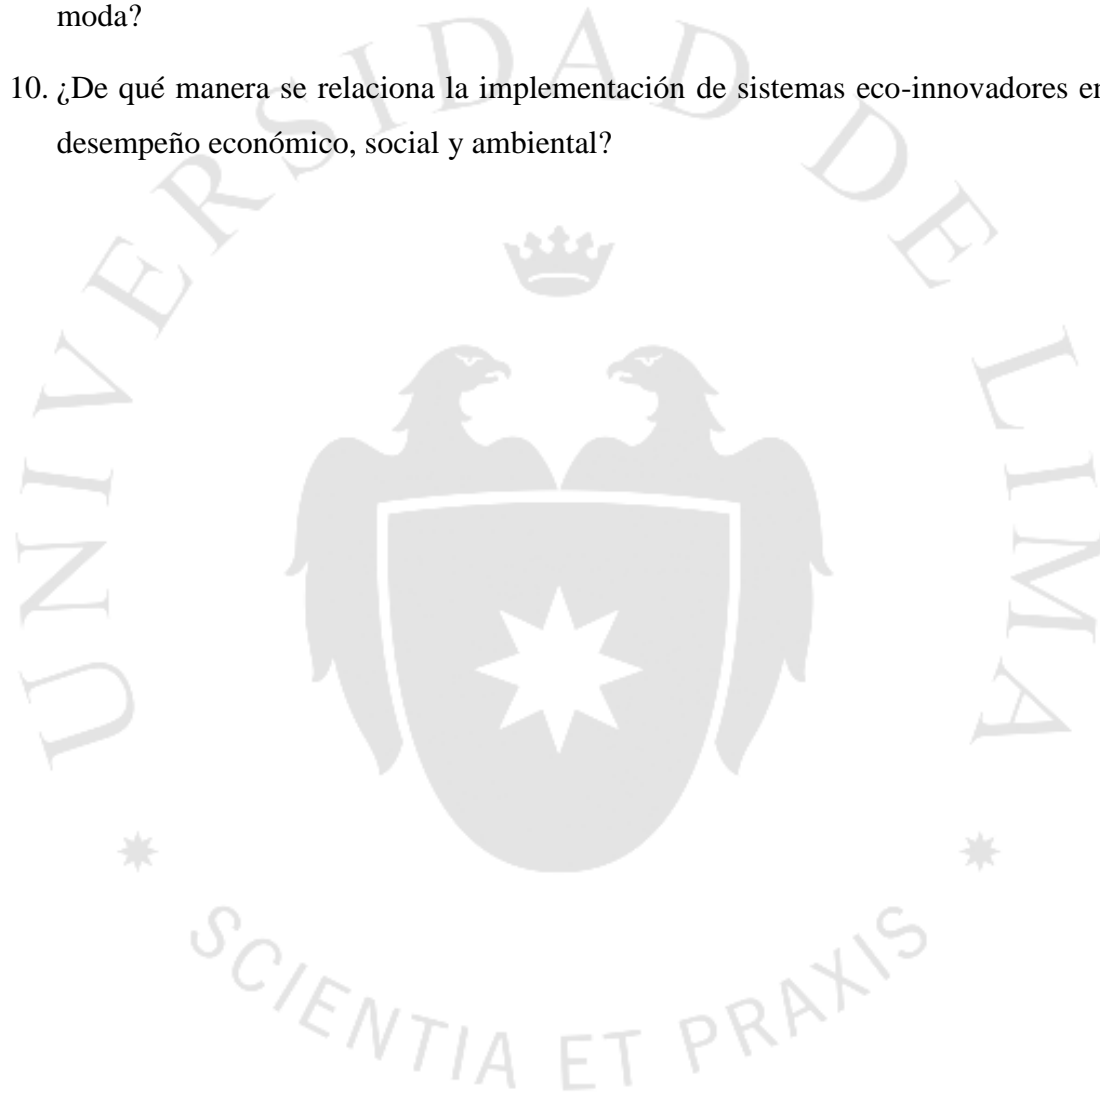 moda?
10. ¿De qué manera se relaciona la implementación de sistemas eco-innovadores en
desempeño económico, social y ambiental?
UNIVERSIDAD DE LIMA
SCIENTIA ET PRAXIS